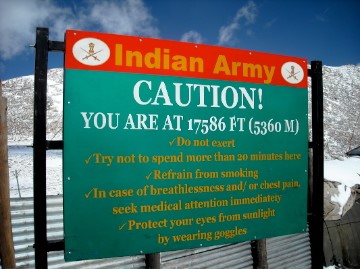 Indian Army
CAUTION!
YOU ARE AT 17586 FT (5360 M)
✓Do not exert
✓Try not to spend more than 20 minutes here
✓Refrain from smoking
✓In case of breathlessness and/ or chest pain,
seek medical attention immediately
✓Protect your eyes from sunlight
by wearing goggles